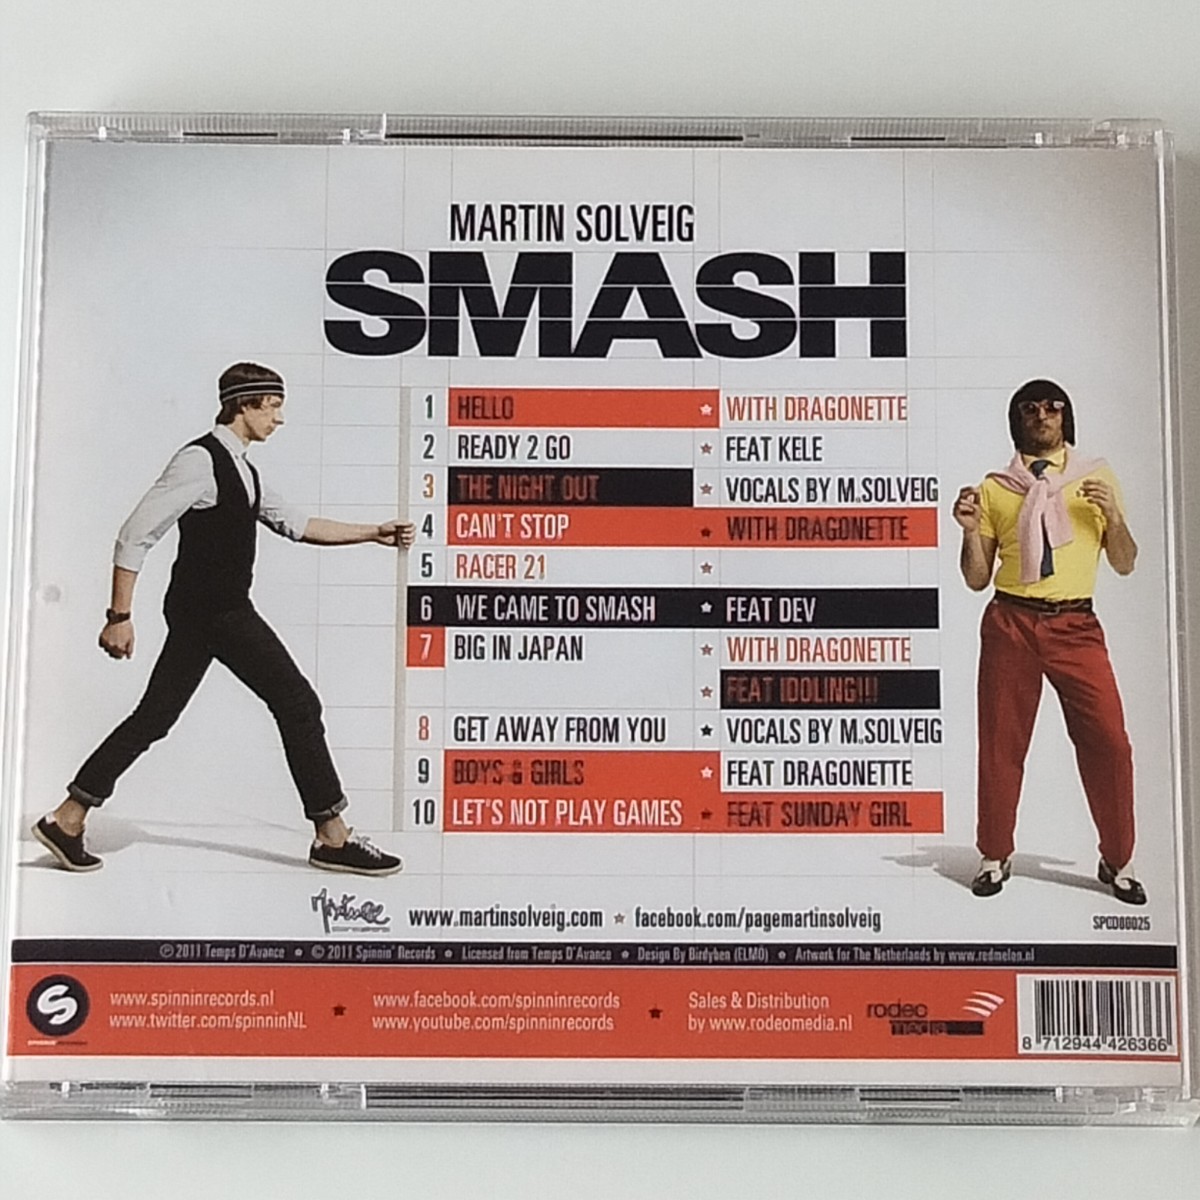 MARTIN SOLVEIG
SMASH
1 HELLO ★ WITH DRAGONETTE
2 READY 2 GO ★ FEAT KELE
3 THE NIGHT OUT ★ VOCALS BY M.SOLVEIG
4 CAN'T STOP ★ WITH DRAGONETTE
5 RACER 21 ★
6 WE CAME TO SMASH ★ FEAT DEV
7 BIG IN JAPAN ★ WITH DRAGONETTE
★ FEAT IDOLING!!!
8 GET AWAY FROM YOU ★ VOCALS BY M.SOLVEIG
9 BOYS & GIRLS ★ FEAT DRAGONETTE
10 LET'S NOT PLAY GAMES ★ FEAT SUNDAY GIRL
www.martinsolveig.com ★ facebook.com/pagemartinsolveig
SPCD00025
℗ 2011 Temps D'Avance ● © 2011 Spinnin' Records ● Licensed from Temps D'Avance ● Design By Birdyben (ELMO) ● Artwork for The Netherlands by www.redmelon.nl
www.spinninrecords.nl ★ www.facebook.com/spinninrecords ★ Sales & Distribution
www.twitter.com/spinninNL www.youtube.com/spinninrecords by www.rodeomedia.nl
rodeo
media
8 712944 426366